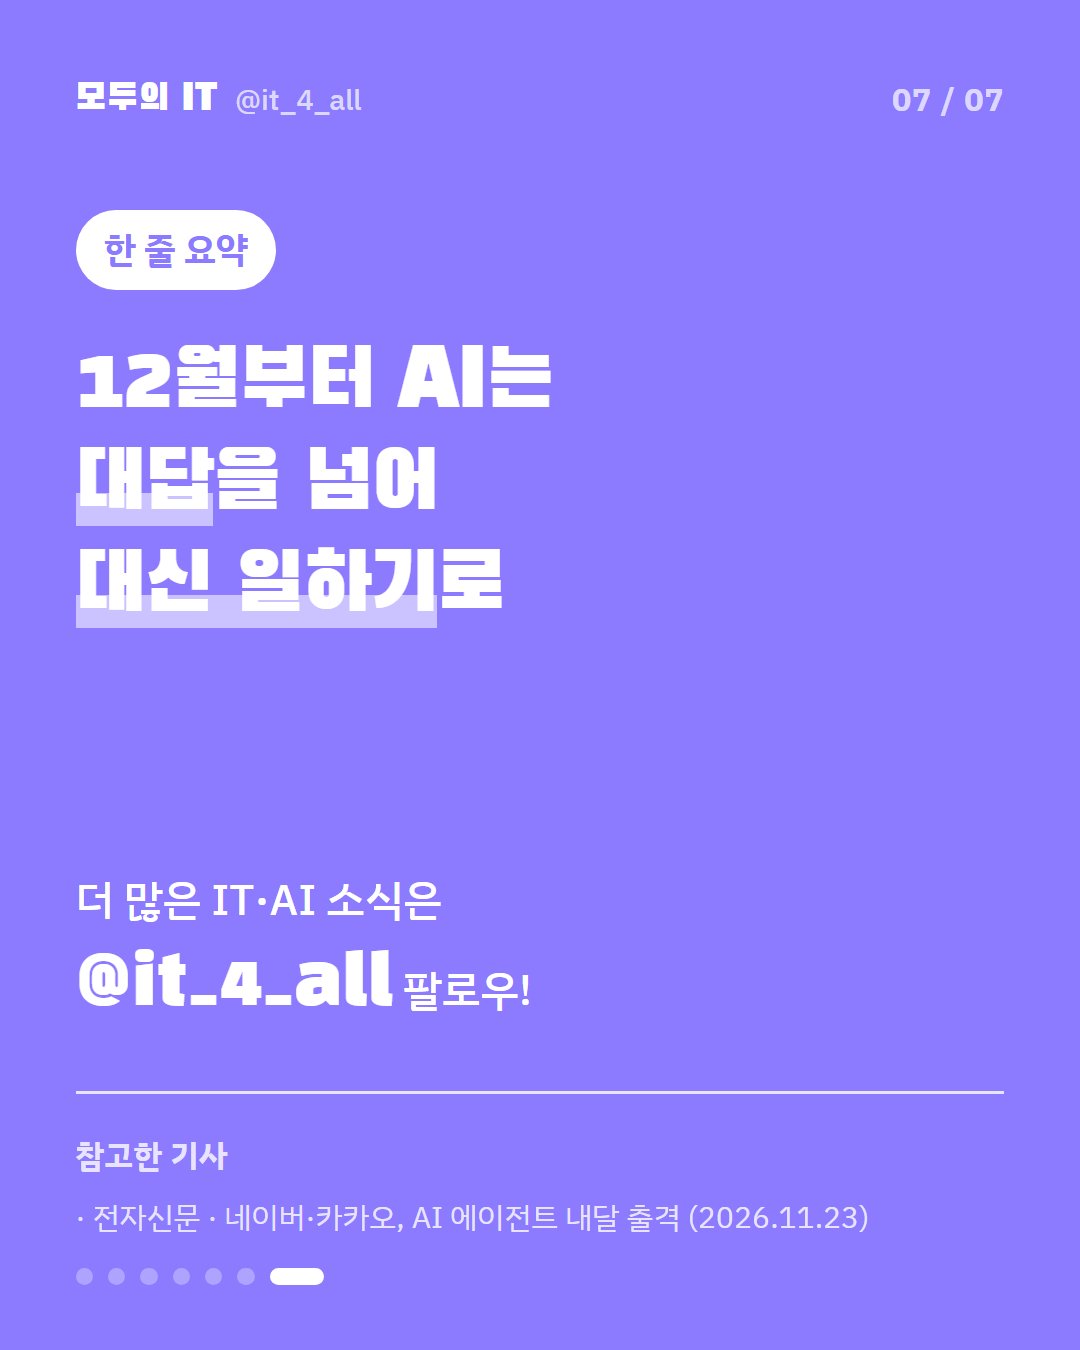 모두의 IT @it_4_all
07 / 07
한 줄 요약
12월부터 AI는
대답을 넘어
대신 일하기로
더 많은 IT·AI 소식은
@it_4_all 팔로우!
참고한 기사
· 전자신문 · 네이버·카카오, AI 에이전트 내달 출격 (2026.11.23)